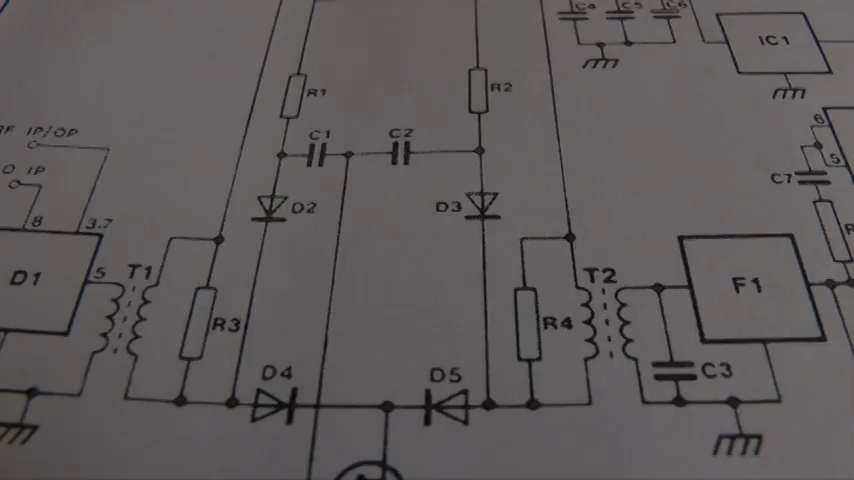 C4 C5 C6
IC1
R1
R2
C1 C2
RF IP/OP
IP
6
5
C7
D2
D3
8
3.7
D1
5
T1
T2
F1
R3
R4
D4
D5
C3